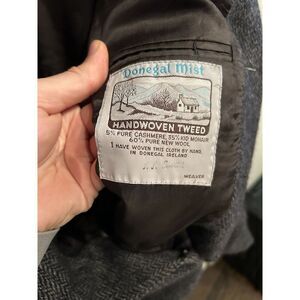 Donegal Mist
HANDWOVEN TWEED
5% PURE CASHMERE, 35% KID MOHAIR
60% PURE NEW WOOL
I HAVE WOVEN THIS CLOTH BY HAND
IN DONEGAL IRELAND
WEAVER